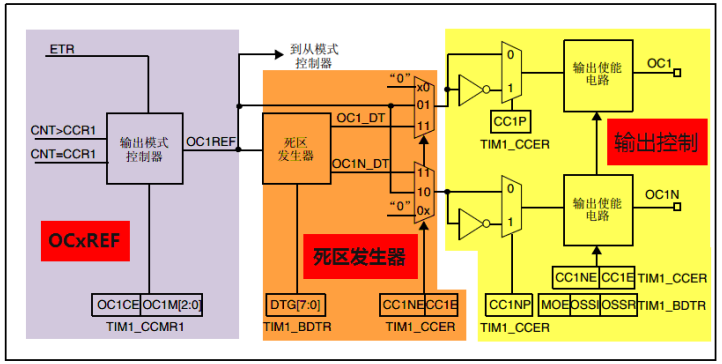 ETR
CNT>CCR1
CNT=CCR1
输出模式
控制器
OC1REF
OCxREF
OC1CE OC1M[2:0]
TIM1_CCMR1
到从模式
控制器
死区
发生器
OC1_DT
OC1N_DT
“0”
x0
01
11
11
10
“0”
0x
死区发生器
DTG[7:0]
TIM1_BDTR
CC1NE CC1E
TIM1_CCER
0
1
CC1P
TIM1_CCER
输出使能
电路
OC1
输出控制
0
1
输出使能
电路
OC1N
CC1NP
TIM1_CCER
CC1NE CC1E TIM1_CCER
MOE OSSI OSSR TIM1_BDTR